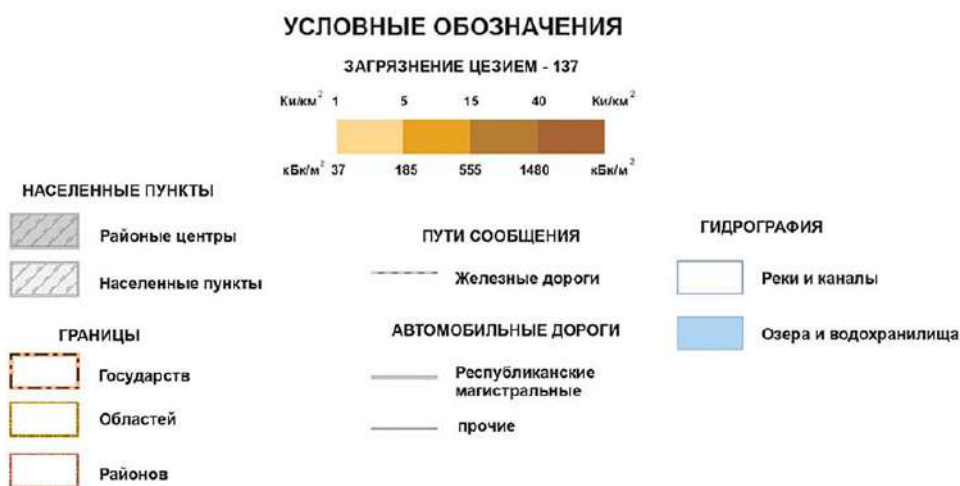 УСЛОВНЫЕ ОБОЗНАЧЕНИЯ
ЗАГРЯЗНЕНИЕ ЦЕЗИЕМ - 137
Ки/км² 1 5 15 40 Ки/км²
кБк/м² 37 185 555 1480 кБк/м²
НАСЕЛЕННЫЕ ПУНКТЫ
Районые центры
Населенные пункты
ГРАНИЦЫ
Государств
Областей
Районов
ПУТИ СООБЩЕНИЯ
Железные дороги
АВТОМОБИЛЬНЫЕ ДОРОГИ
Республиканские
магистральные
прочие
ГИДРОГРАФИЯ
Реки и каналы
Озера и водохранилища